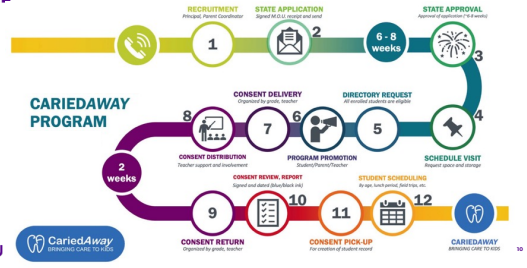 RECRUITMENT
Principal, Parent Coordinator
1
STATE APPLICATION
Signed M.O.U. receipt and send
2
6 - 8
weeks
STATE APPROVAL
Approval of application (~6-8 weeks)
3
CARIEDAWAY
PROGRAM
8
CONSENT DISTRIBUTION
Teacher support and involvement
CONSENT DELIVERY
Organized by grade, teacher
7
6
PROGRAM PROMOTION
Student/Parent/Teacher
DIRECTORY REQUEST
All enrolled students are eligible
5
4
SCHEDULE VISIT
Request space and storage
2
weeks
9
CONSENT RETURN
Organized by grade, teacher
CONSENT REVIEW, REPORT
Signed and dated (blue/black ink)
10
11
CONSENT PICK-UP
For creation of student record
STUDENT SCHEDULING
by age, lunch period, field trips, etc.
12
CARIEDAWAY
BRINGING CARE TO KIDS
CariedAway
BRINGING CARE TO KIDS
10